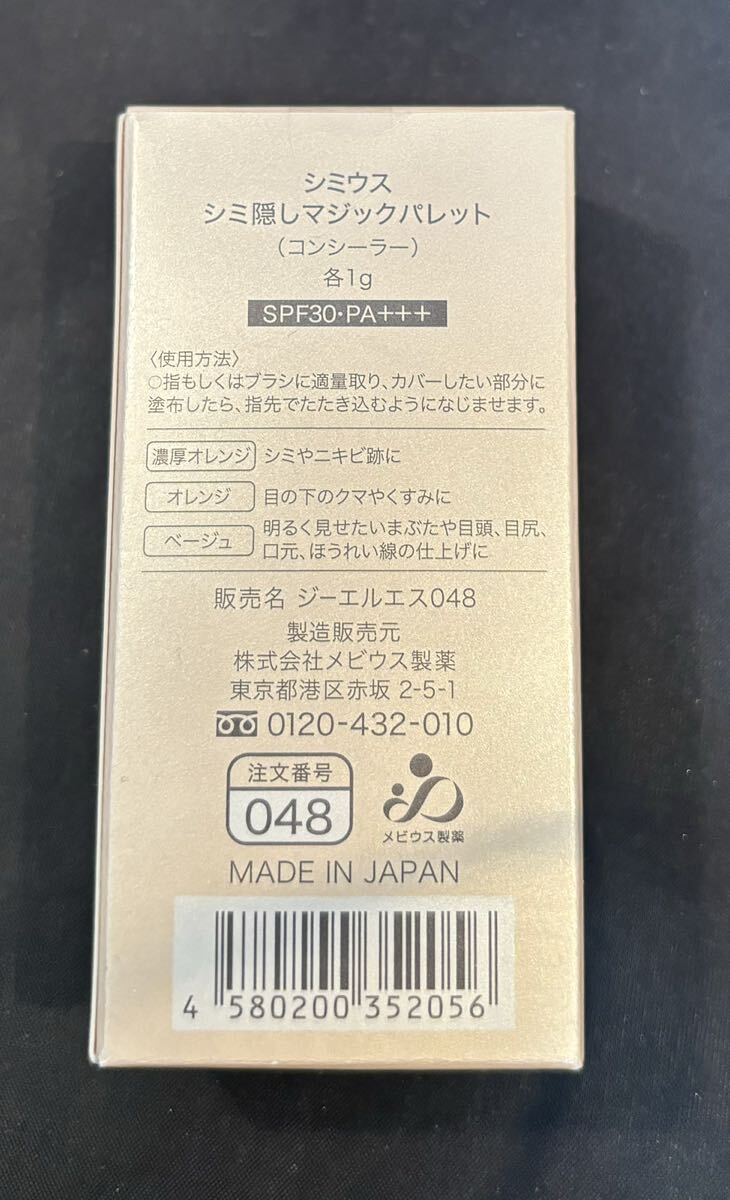 シミウス
シミ隠しマジックパレット
（コンシーラー）
各1g
SPF30・PA+++
〈使用方法〉
○指もしくはブラシに適量取り、カバーしたい部分に
塗布したら、指先でたたき込むようになじませます。
濃厚オレンジ シミやニキビ跡に
オレンジ 目の下のクマやくすみに
ベージュ 明るく見せたいまぶたや目頭、目尻、
口元、ほうれい線の仕上げに
販売名 ジーエルエス048
製造販売元
株式会社メビウス製薬
東京都港区赤坂 2-5-1
0120-432-010
注文番号
048
メビウス製薬
MADE IN JAPAN
4 580200 352056